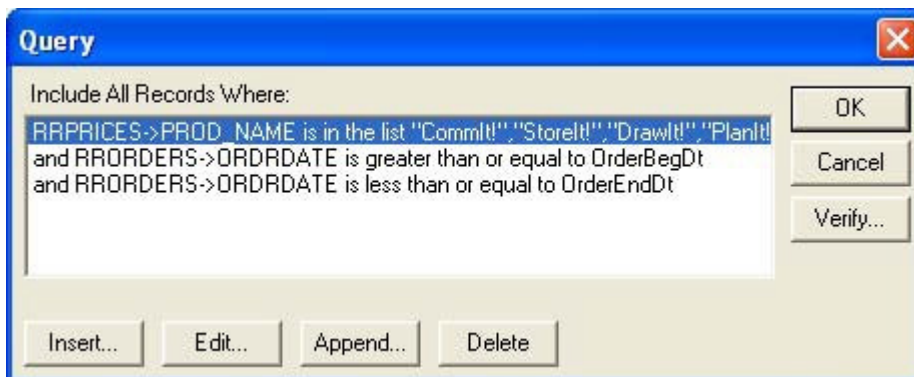 Query
Include All Records Where:
RRPRICES->PROD_NAME is in the list "CommIt!","StoreIt!","DrawIt!","PlanIt!
and RRORDERS->ORDRDATE is greater than or equal to OrderBegDt
and RRORDERS->ORDRDATE is less than or equal to OrderEndDt
OK
Cancel
Verify...
Insert... Edit... Append... Delete